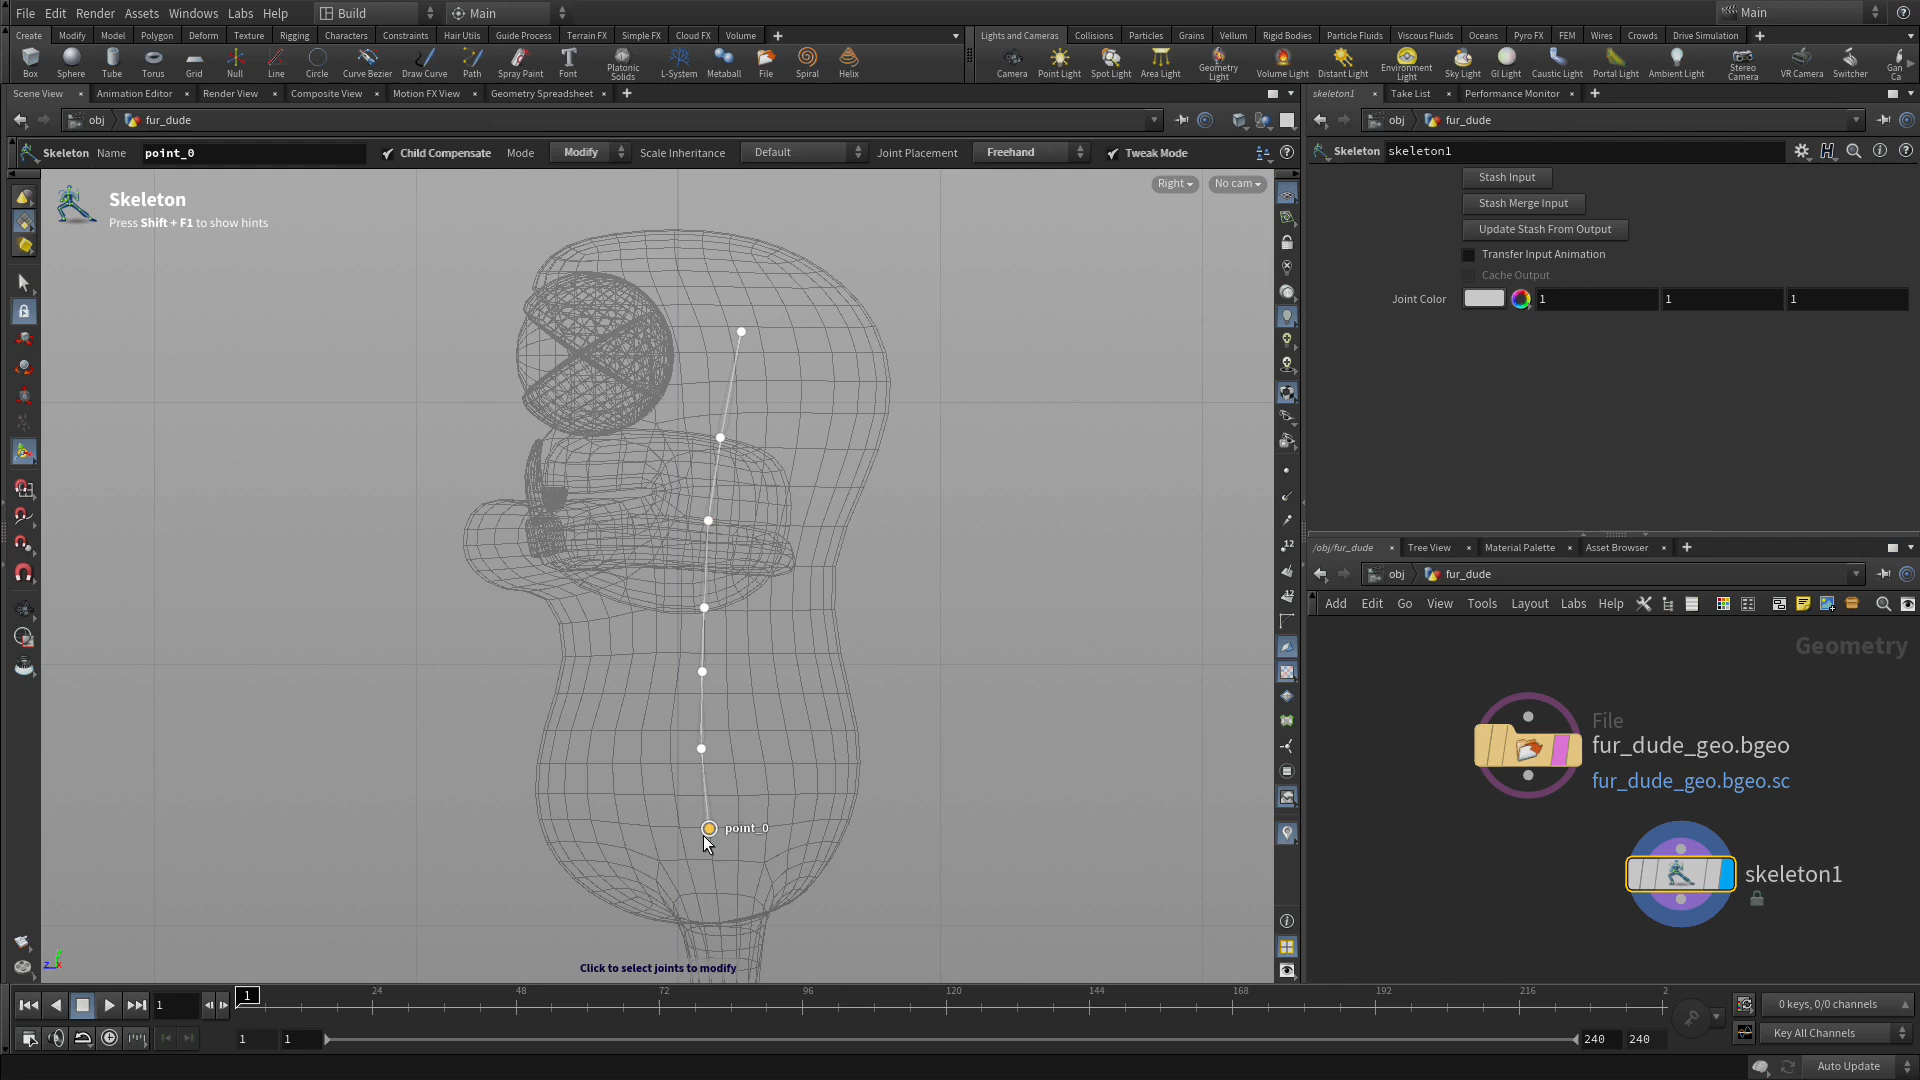 File Edit Render Assets Windows Labs Help Build Main Main
Create Modify Model Polygon Deform Texture Rigging Characters Constraints Hair Utils Guide Process Terrain FX Simple FX Cloud FX Volume
Lights and Cameras Collisions Particles Grains Vellum Rigid Bodies Particle Fluids Viscous Fluids Oceans Pyro FX FEM Wires Crowds Drive Simulation
Box Sphere Tube Torus Grid Null Line Circle Curve Bezier Draw Curve Path Spray Paint Font Platonic Solids L-System Metaball File Spiral Helix
Camera Point Light Spot Light Area Light Geometry Light Volume Light Distant Light Environment Light Sky Light GI Light Caustic Light Portal Light Ambient Light Stereo Camera VR Camera Switcher Gan Ca
Scene View Animation Editor Render View Composite View Motion FX View Geometry Spreadsheet
skeleton1 Take List Performance Monitor
obj fur_dude
obj fur_dude
Skeleton Name point_0 Child Compensate Mode Modify Scale Inheritance Default Joint Placement Freehand Tweak Mode
Skeleton skeleton1
Skeleton
Press Shift + F1 to show hints
Right No cam
Stash Input
Stash Merge Input
Update Stash From Output
Transfer Input Animation
Cache Output
Joint Color 1 1 1
point_0
Click to select joints to modify
/obj/fur_dude Tree View Material Palette Asset Browser
obj fur_dude
Add Edit Go View Tools Layout Labs Help
Geometry
File
fur_dude_geo.bgeo
fur_dude_geo.bgeo.sc
skeleton1
z x y
12
12
1 1 24 48 72 96 120 144 168 192 216 2
0 keys, 0/0 channels
1 1 240 240
Key All Channels
Auto Update